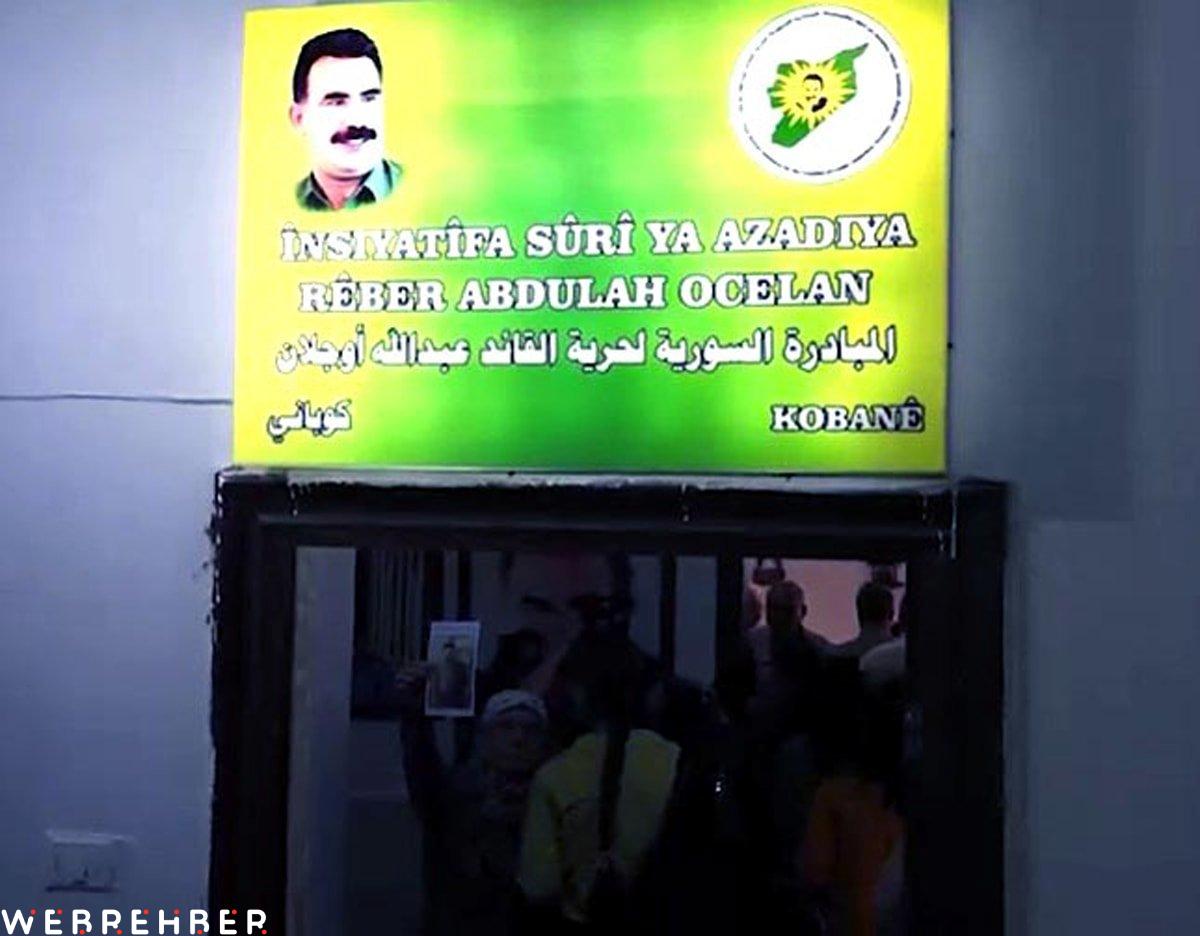 ÎNSIYATÎFA SÛRÎ YA AZADIYA
RÊBER ABDULAH OCELAN
المبادرة السورية لحرية القائد عبدالله أوجلان
كوباني
KOBANÊ
WEBREHBER